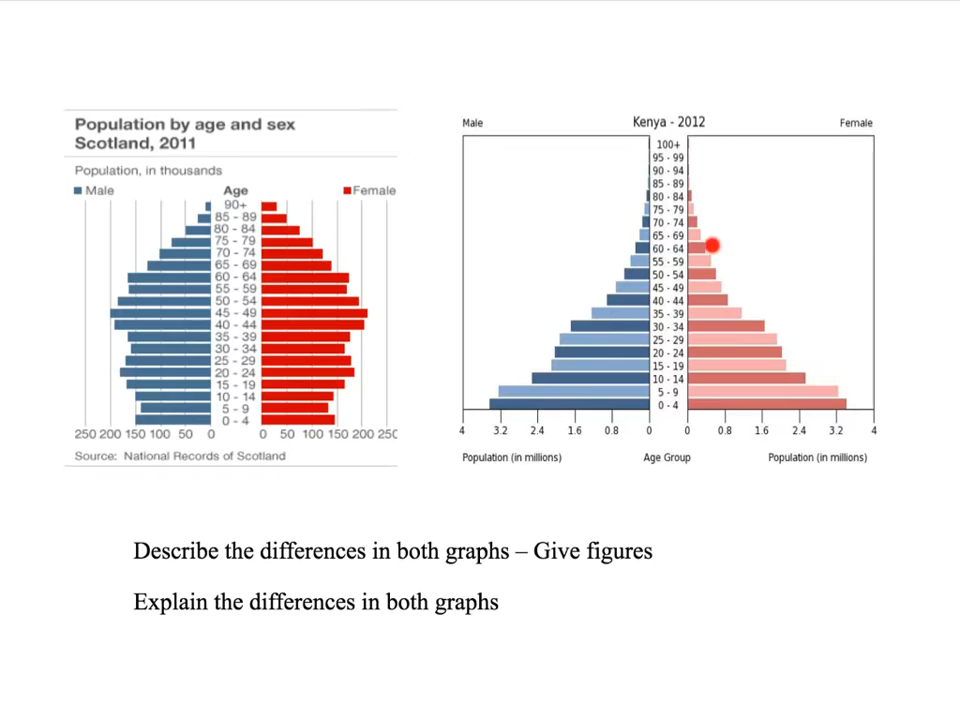 Population by age and sex
Scotland, 2011
Population, in thousands
Male Age Female
90+
85 - 89
80 - 84
75 - 79
70 - 74
65 - 69
60 - 64
55 - 59
50 - 54
45 - 49
40 - 44
35 - 39
30 - 34
25 - 29
20 - 24
15 - 19
10 - 14
5 - 9
0 - 4
250 200 150 100 50 0 0 50 100 150 200 250
Source: National Records of Scotland
Male Kenya - 2012 Female
100+
95 - 99
90 - 94
85 - 89
80 - 84
75 - 79
70 - 74
65 - 69
60 - 64
55 - 59
50 - 54
45 - 49
40 - 44
35 - 39
30 - 34
25 - 29
20 - 24
15 - 19
10 - 14
5 - 9
0 - 4
4 3.2 2.4 1.6 0.8 0 0 0.8 1.6 2.4 3.2 4
Population (in millions) Age Group Population (in millions)
Describe the differences in both graphs – Give figures
Explain the differences in both graphs